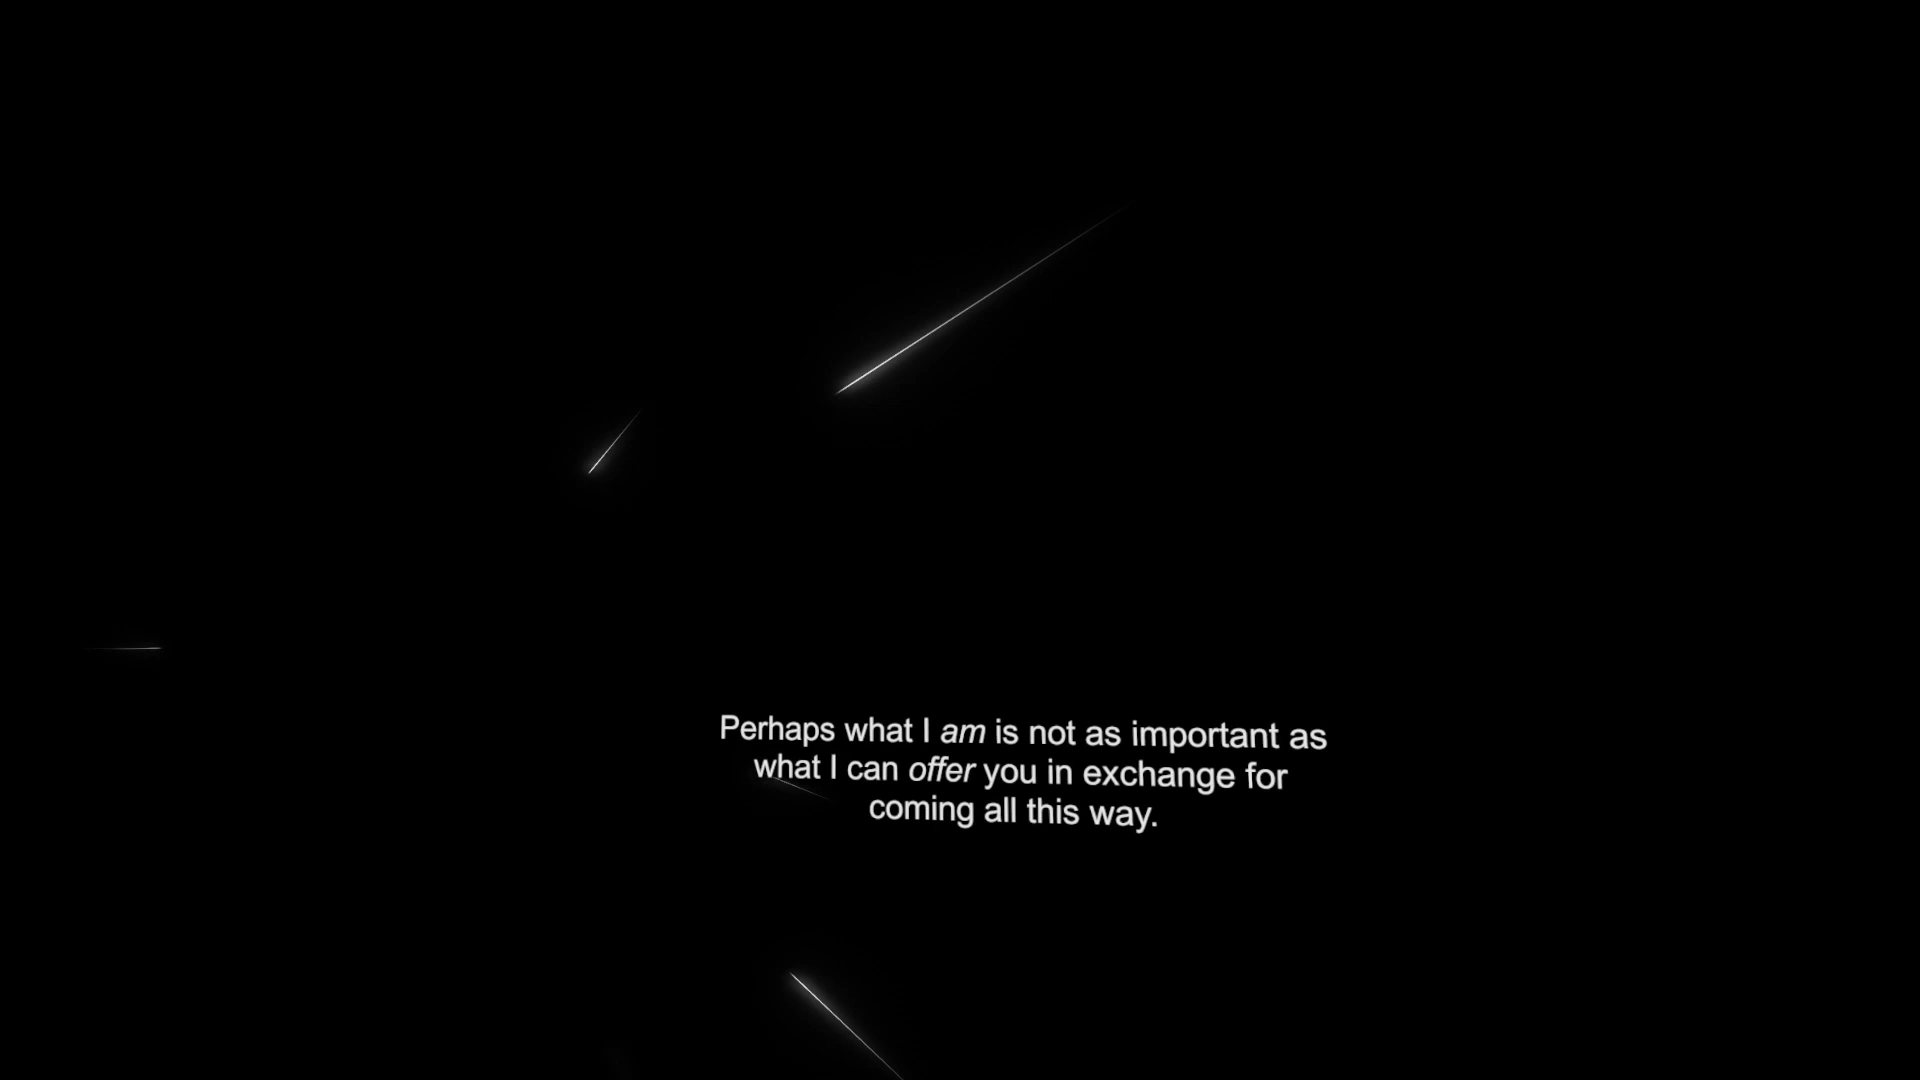 Perhaps what I am is not as important as
what I can offer you in exchange for
coming all this way.